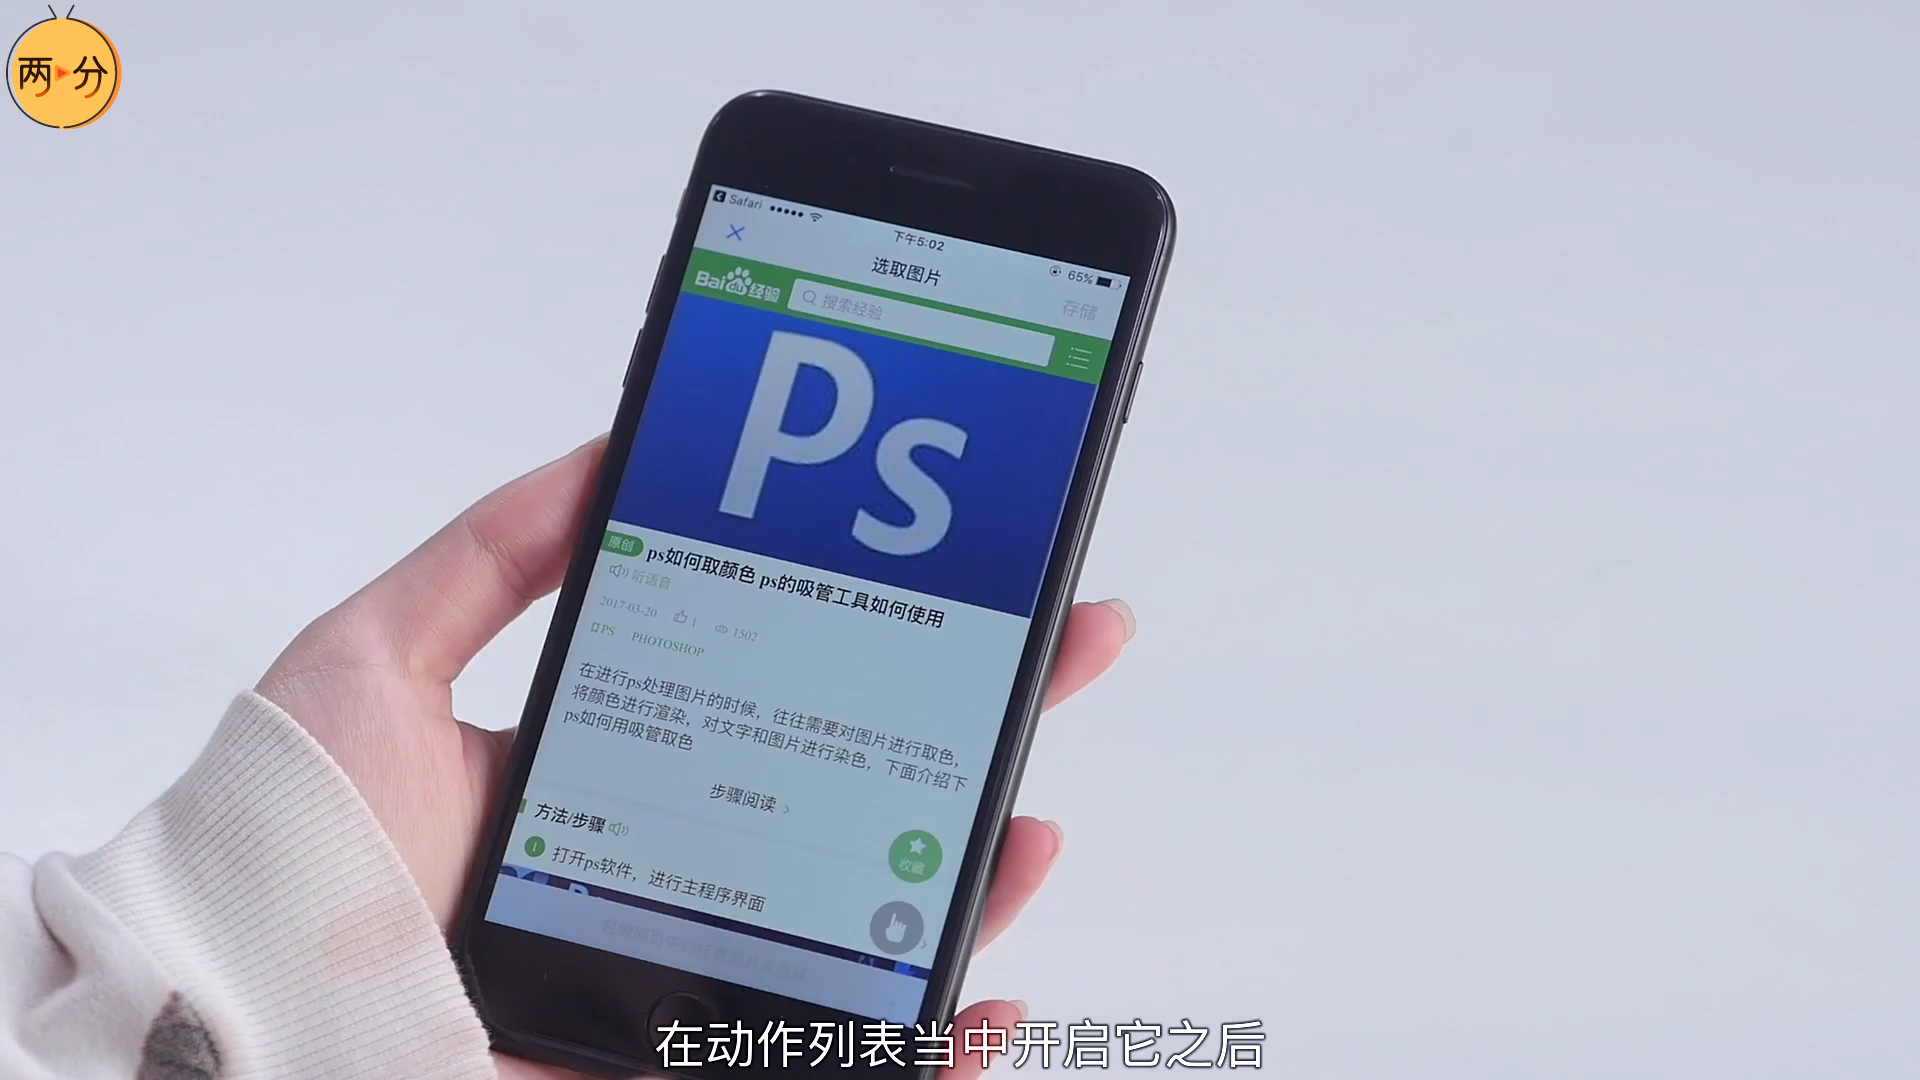 两分
Safari
下午5:02
65%
选取图片
存储
Baidu经验
搜索经验
Ps
原创 ps如何取颜色 ps的吸管工具如何使用
听语音
2017-03-20 1 1502
PS PHOTOSHOP
在进行ps处理图片的时候，往往需要对图片进行取色，
将颜色进行渲染，对文字和图片进行染色，下面介绍下
ps如何用吸管取色
步骤阅读
方法/步骤
1 打开ps软件，进行主程序界面
收藏
在动作列表当中开启它之后